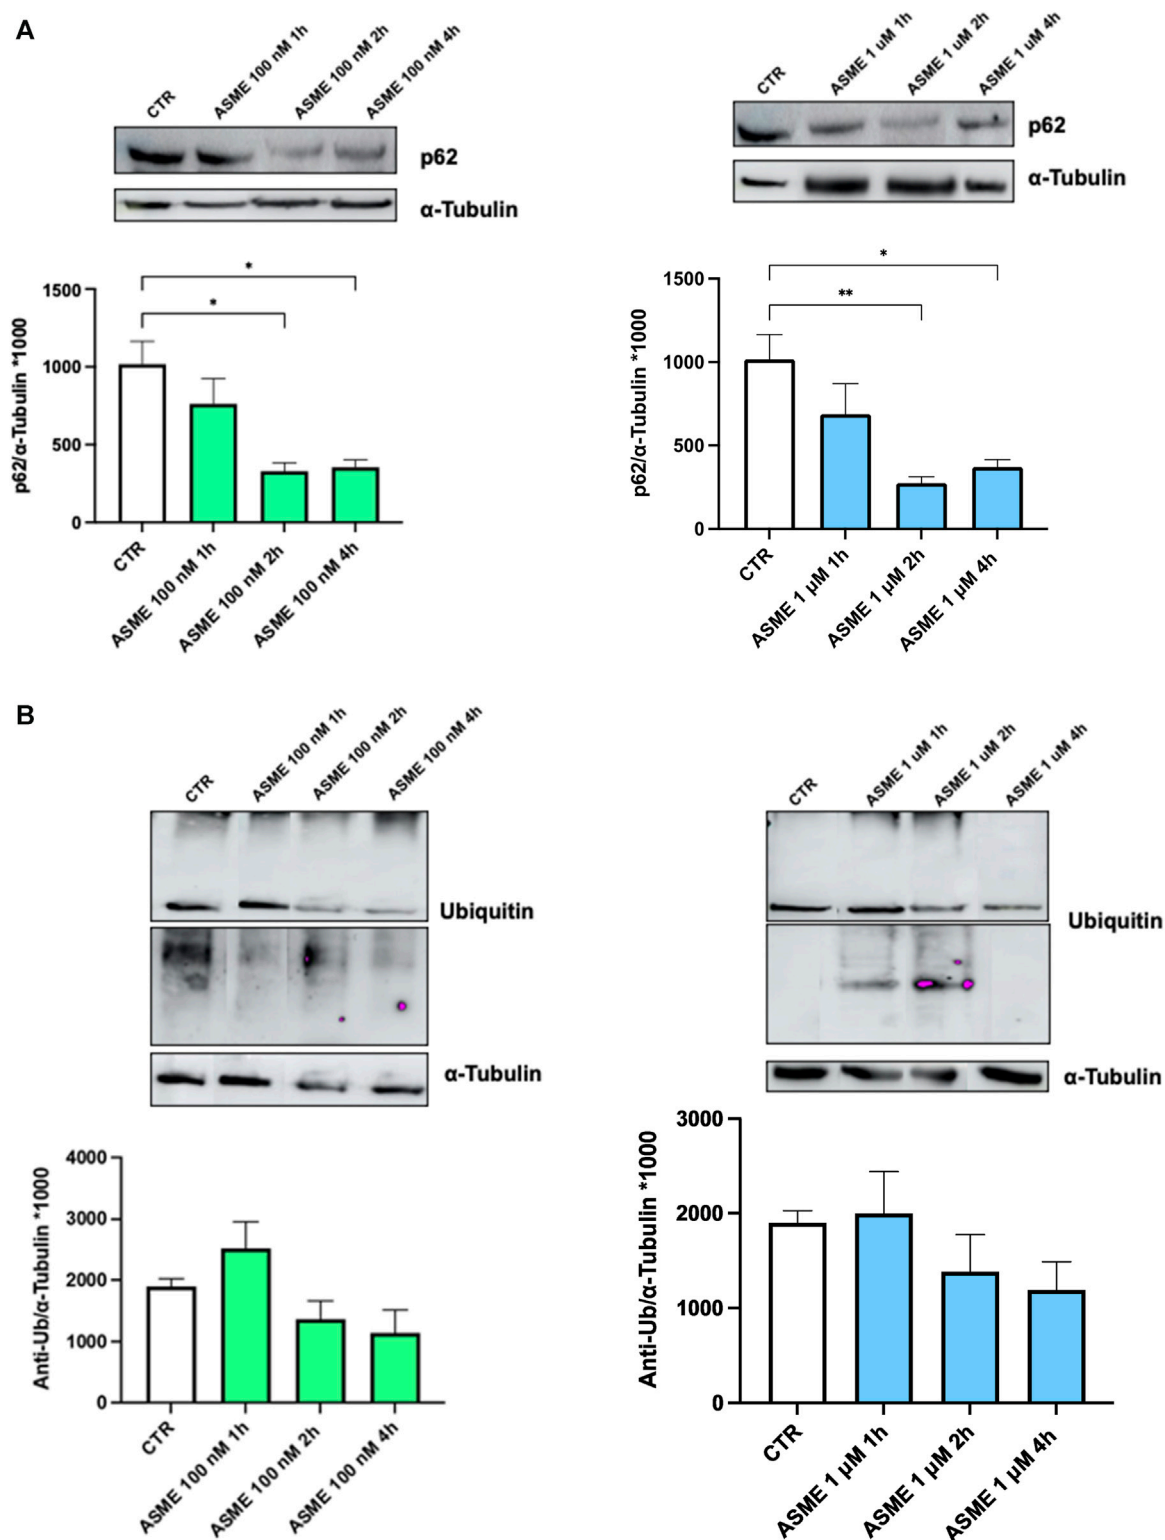 A
CTR
ASME 100 nM 1h
ASME 100 nM 2h
ASME 100 nM 4h
p62
α-Tubulin
*
*
p62/α-Tubulin *1000
1500
1000
500
0
CTR
ASME 100 nM 1h
ASME 100 nM 2h
ASME 100 nM 4h
CTR
ASME 1 uM 1h
ASME 1 uM 2h
ASME 1 uM 4h
p62
α-Tubulin
*
**
p62/α-Tubulin *1000
1500
1000
500
0
CTR
ASME 1 μM 1h
ASME 1 μM 2h
ASME 1 μM 4h
B
CTR
ASME 100 nM 1h
ASME 100 nM 2h
ASME 100 nM 4h
Ubiquitin
α-Tubulin
Anti-Ub/α-Tubulin *1000
4000
3000
2000
1000
0
CTR
ASME 100 nM 1h
ASME 100 nM 2h
ASME 100 nM 4h
CTR
ASME 1 uM 1h
ASME 1 uM 2h
ASME 1 uM 4h
Ubiquitin
α-Tubulin
Anti-Ub/α-Tubulin *1000
3000
2000
1000
0
CTR
ASME 1 μM 1h
ASME 1 μM 2h
ASME 1 μM 4h